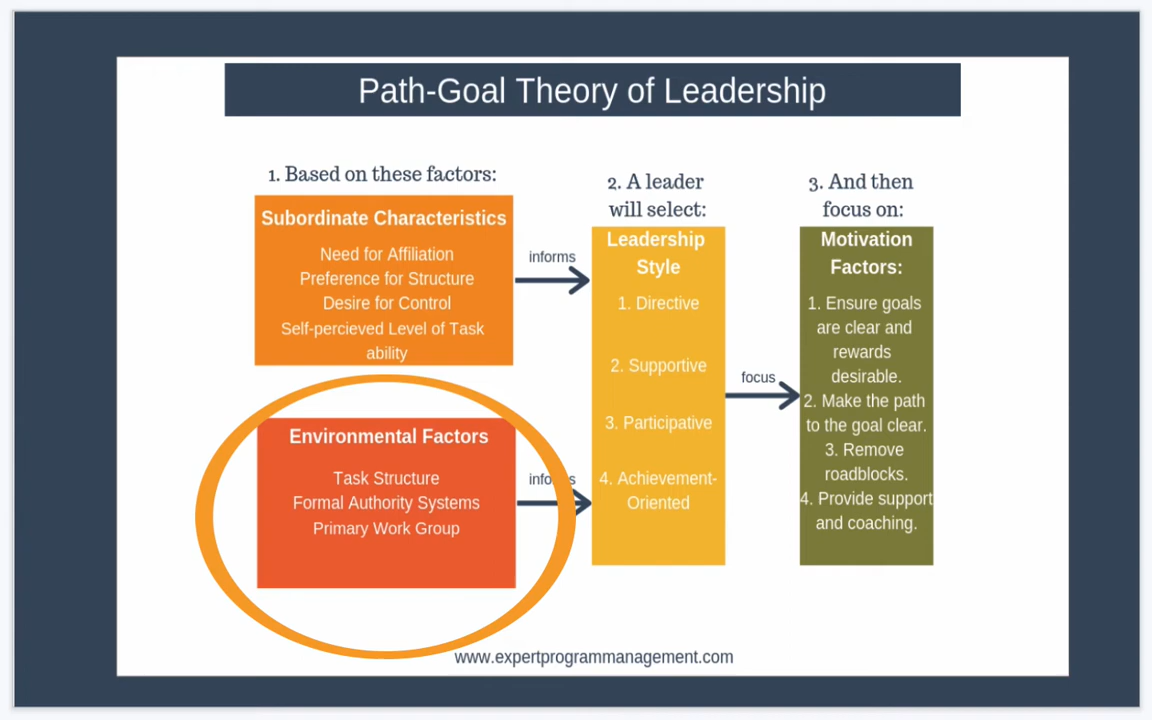 Path-Goal Theory of Leadership
1. Based on these factors:
Subordinate Characteristics
Need for Affiliation
Preference for Structure
Desire for Control
Self-percieved Level of Task
ability
informs
Environmental Factors
Task Structure
Formal Authority Systems
Primary Work Group
informs
2. A leader
will select:
Leadership
Style
1. Directive
2. Supportive
3. Participative
4. Achievement-
Oriented
focus
3. And then
focus on:
Motivation
Factors:
1. Ensure goals
are clear and
rewards
desirable.
2. Make the path
to the goal clear.
3. Remove
roadblocks.
4. Provide support
and coaching.
www.expertprogrammanagement.com